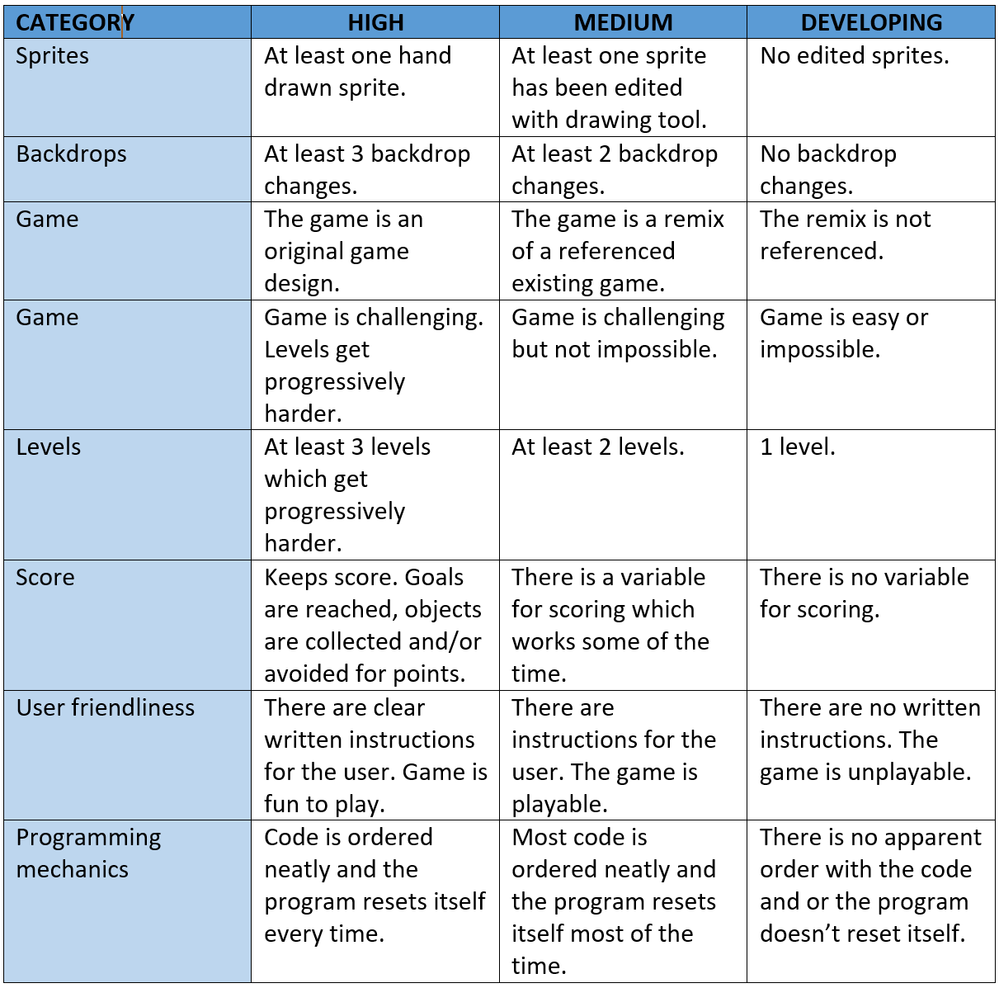 CATEGORY HIGH MEDIUM DEVELOPING
Sprites
At least one hand
drawn sprite.
At least one sprite
has been edited
with drawing tool.
No edited sprites.
Backdrops
At least 3 backdrop
changes.
At least 2 backdrop
changes.
No backdrop
changes.
Game
The game is an
original game
design.
The game is a remix
of a referenced
existing game.
The remix is not
referenced.
Game
Game is challenging.
Levels get
progressively
harder.
Game is challenging
but not impossible.
Game is easy or
impossible.
Levels
At least 3 levels
which get
progressively
harder.
At least 2 levels.
1 level.
Score
Keeps score. Goals
are reached, objects
are collected and/or
avoided for points.
There is a variable
for scoring which
works some of the
time.
There is no variable
for scoring.
User friendliness
There are clear
written instructions
for the user. Game is
fun to play.
There are
instructions for the
user. The game is
playable.
There are no written
instructions. The
game is unplayable.
Programming
mechanics
Code is ordered
neatly and the
program resets itself
every time.
Most code is
ordered neatly and
the program resets
itself most of the
time.
There is no apparent
order with the code
and or the program
doesn’t reset itself.